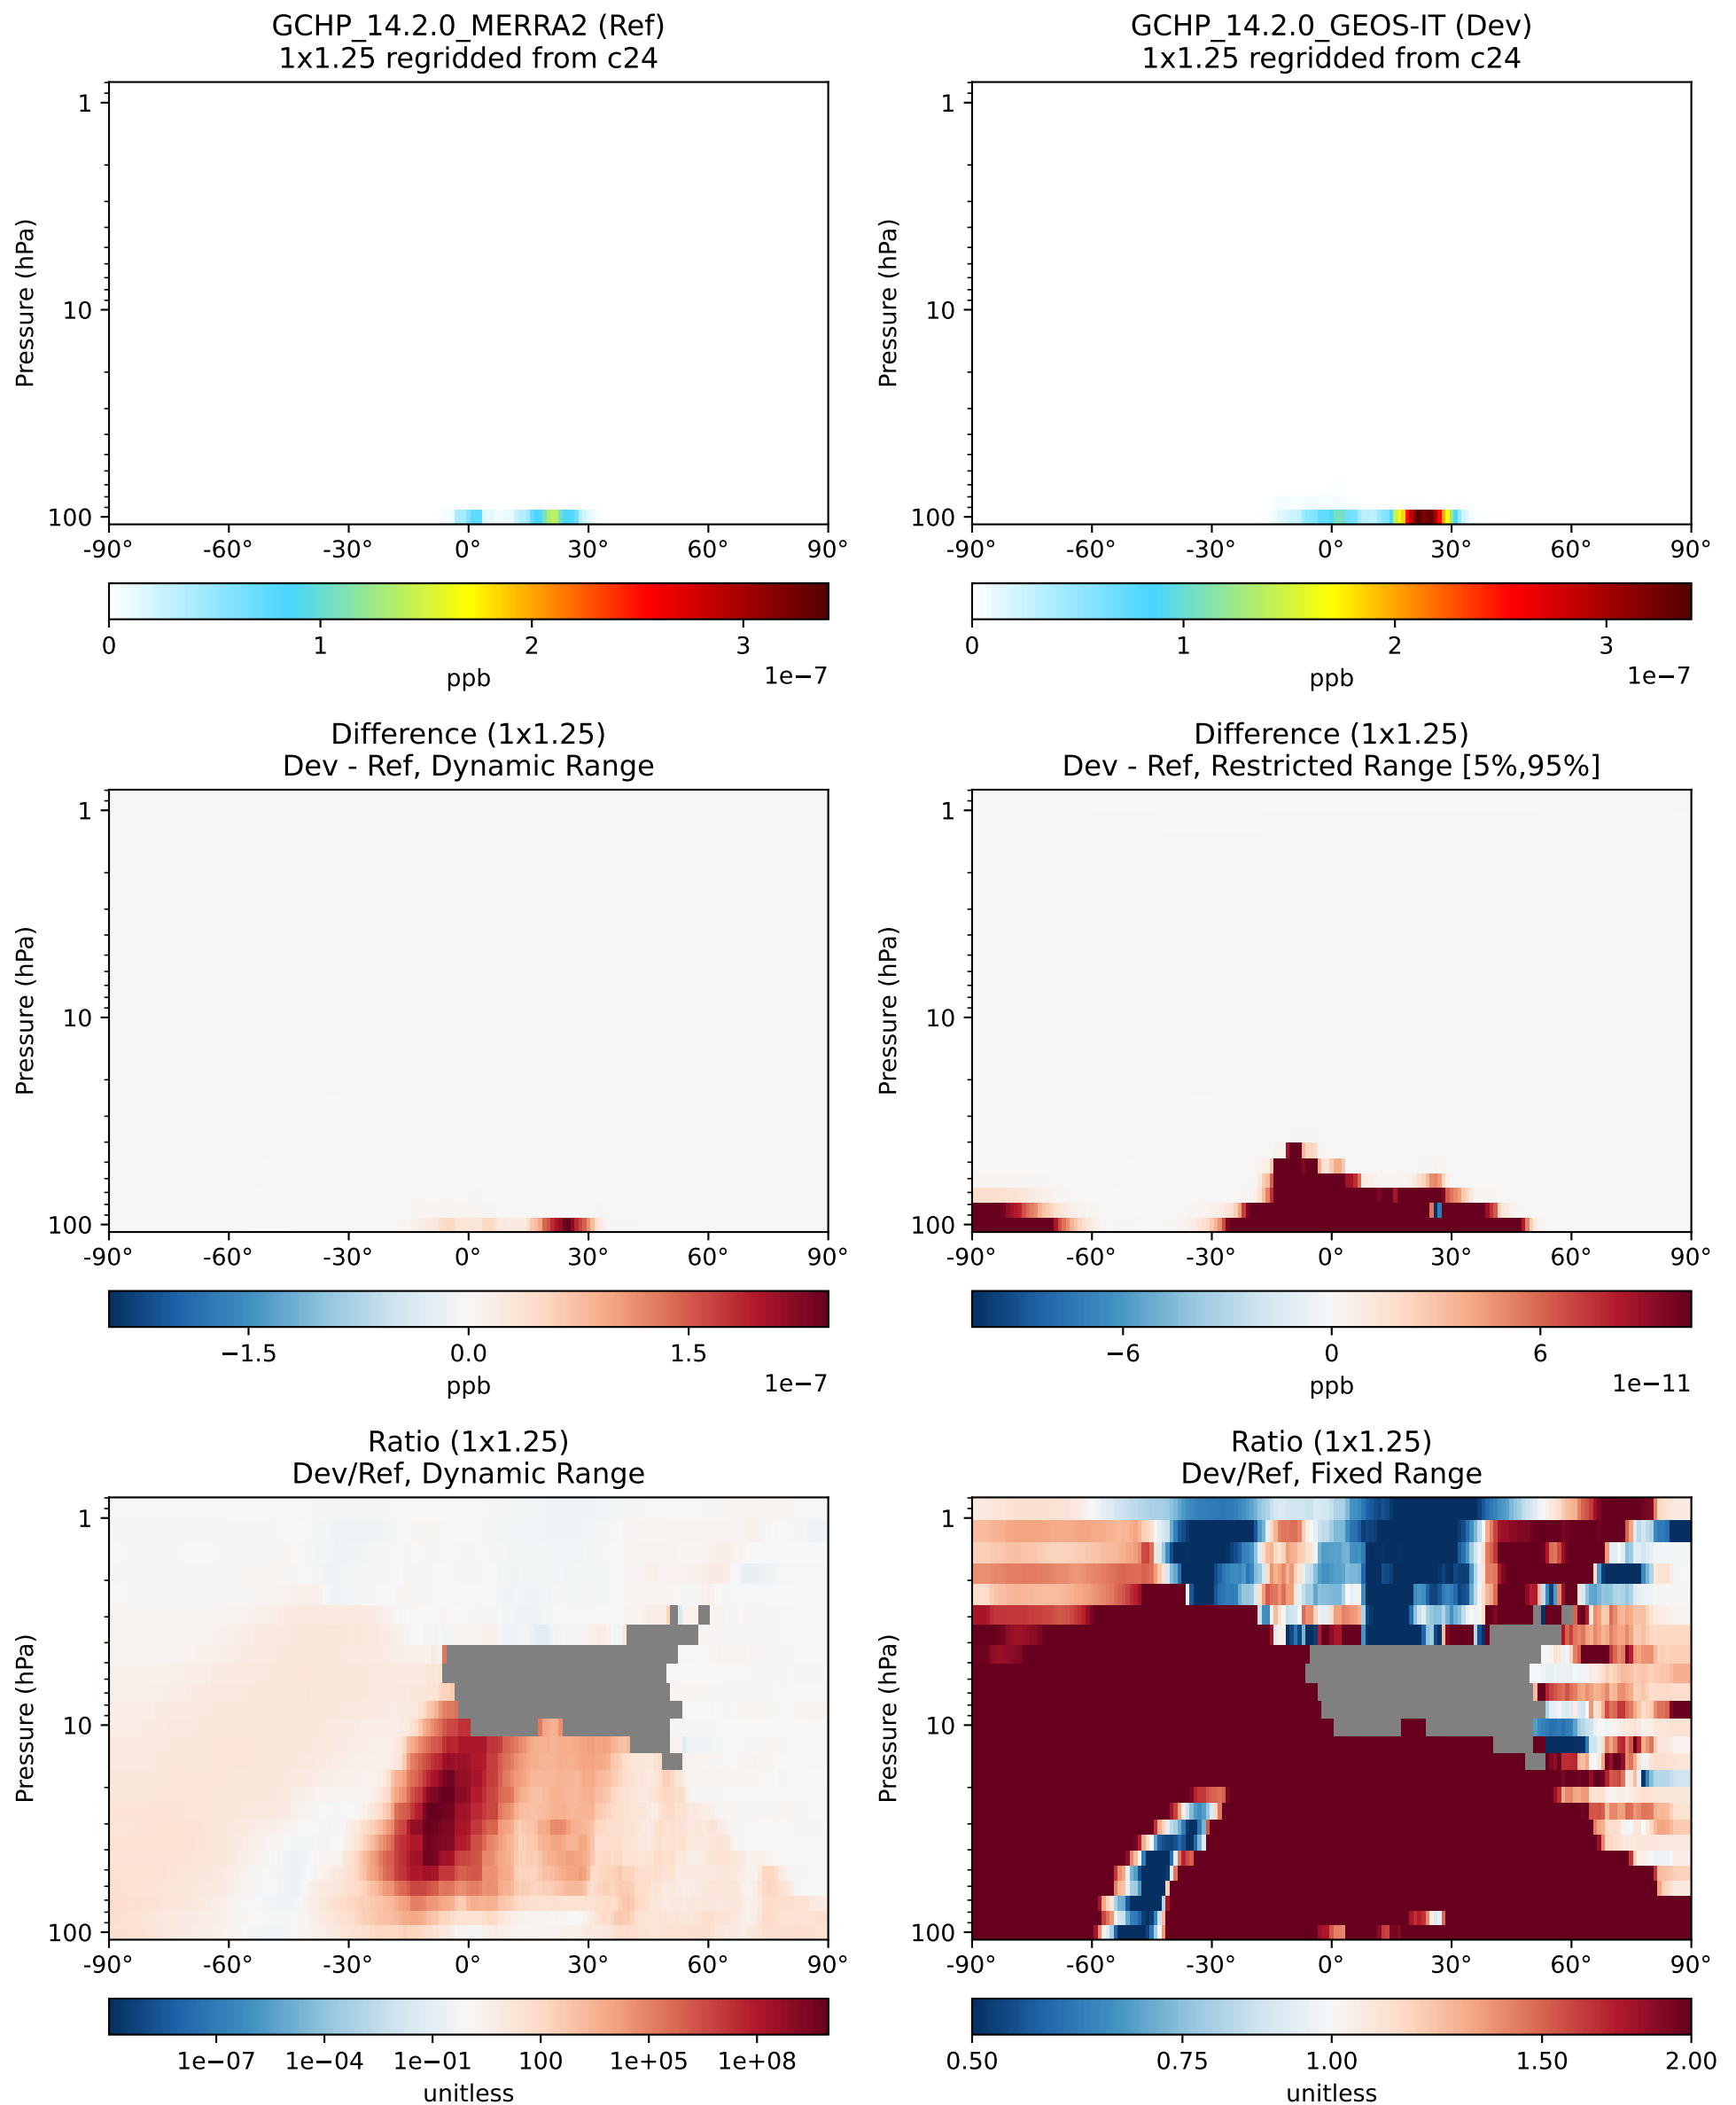 GCHP_14.2.0_MERRA2 (Ref)
1x1.25 regridded from c24
Pressure (hPa)
1
10
100
-90° -60° -30° 0° 30° 60° 90°
0 1 2 3
1e−7
ppb
GCHP_14.2.0_GEOS-IT (Dev)
1x1.25 regridded from c24
Pressure (hPa)
1
10
100
-90° -60° -30° 0° 30° 60° 90°
0 1 2 3
1e−7
ppb
Difference (1x1.25)
Dev - Ref, Dynamic Range
Pressure (hPa)
1
10
100
-90° -60° -30° 0° 30° 60° 90°
−1.5 0.0 1.5
1e−7
ppb
Difference (1x1.25)
Dev - Ref, Restricted Range [5%,95%]
Pressure (hPa)
1
10
100
-90° -60° -30° 0° 30° 60° 90°
−6 0 6
1e−11
ppb
Ratio (1x1.25)
Dev/Ref, Dynamic Range
Pressure (hPa)
1
10
100
-90° -60° -30° 0° 30° 60° 90°
1e−07 1e−04 1e−01 100 1e+05 1e+08
unitless
Ratio (1x1.25)
Dev/Ref, Fixed Range
Pressure (hPa)
1
10
100
-90° -60° -30° 0° 30° 60° 90°
0.50 0.75 1.00 1.50 2.00
unitless